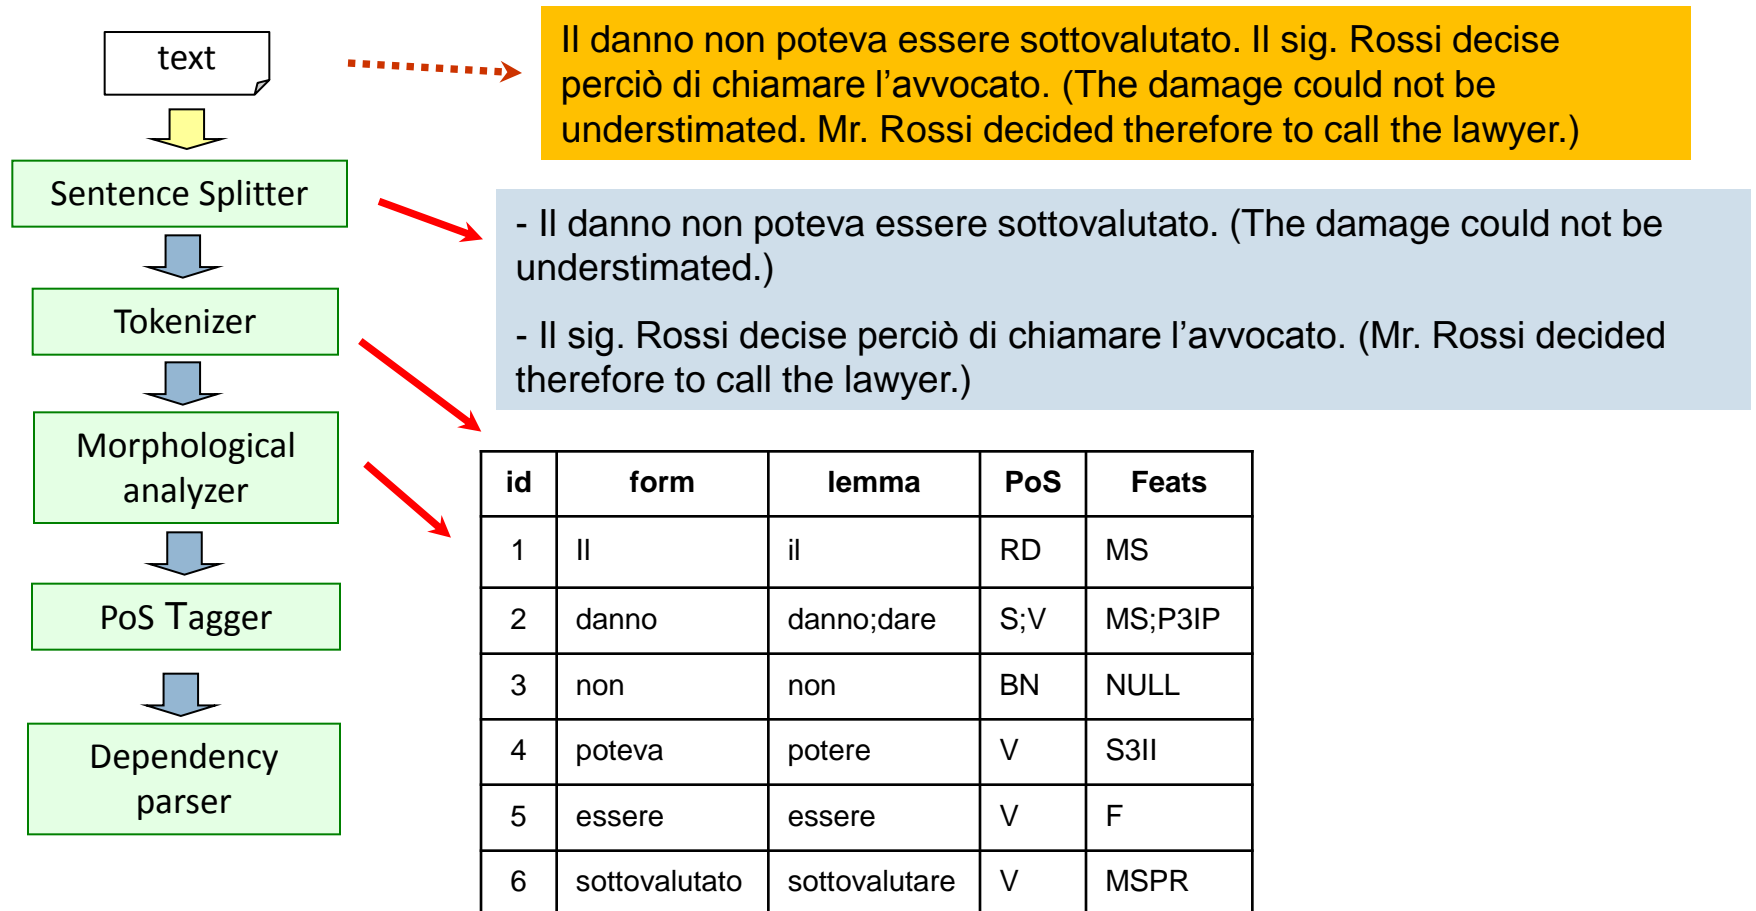 text
Il danno non poteva essere sottovalutato. Il sig. Rossi decise
perciò di chiamare l’avvocato. (The damage could not be
understimated. Mr. Rossi decided therefore to call the lawyer.)
Sentence Splitter
- Il danno non poteva essere sottovalutato. (The damage could not be
understimated.)
- Il sig. Rossi decise perciò di chiamare l’avvocato. (Mr. Rossi decided
therefore to call the lawyer.)
Tokenizer
Morphological
analyzer
PoS Tagger
Dependency
parser
id form lemma PoS Feats
1 Il il RD MS
2 danno danno;dare S;V MS;P3IP
3 non non BN NULL
4 poteva potere V S3II
5 essere essere V F
6 sottovalutato sottovalutare V MSPR